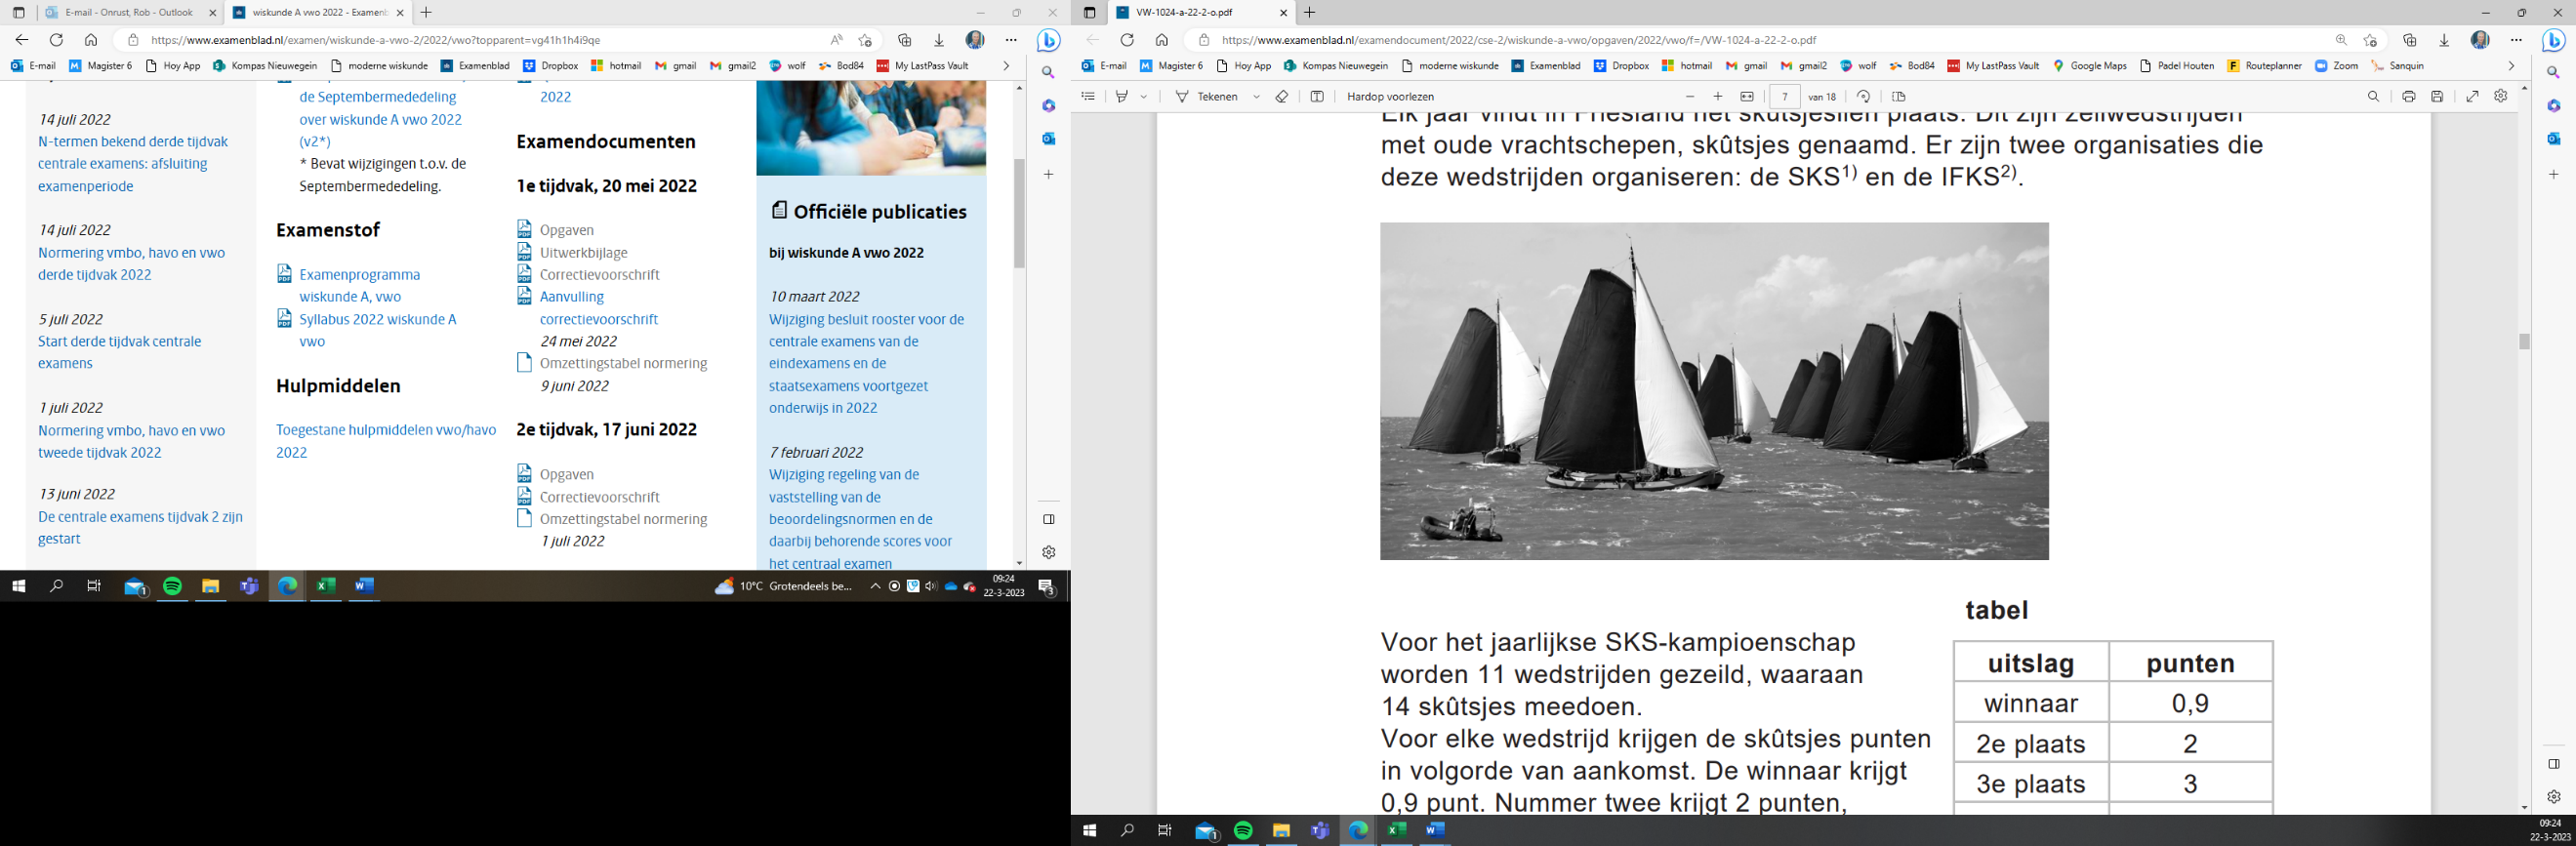 E-mail - Onrust, Rob - Outlook
wiskunde A vwo 2022 - Examenb
https://www.examenblad.nl/examen/wiskunde-a-vwo-2/2022/vwo?topparent=vg41h1h4i9qe
E-mail Magister 6 Hoy App Kompas Nieuwegein moderne wiskunde Examenblad Dropbox hotmail gmail gmail2 wolf Bod84 My LastPass Vault
14 juli 2022
N-termen bekend derde tijdvak
centrale examens: afsluiting
examenperiode
14 juli 2022
Normering vmbo, havo en vwo
derde tijdvak 2022
5 juli 2022
Start derde tijdvak centrale
examens
1 juli 2022
Normering vmbo, havo en vwo
tweede tijdvak 2022
13 juni 2022
De centrale examens tijdvak 2 zijn
gestart
de Septembermededeling
over wiskunde A vwo 2022
(v2*)
* Bevat wijzigingen t.o.v. de
Septembermededeling.
Examenstof
Examenprogramma
wiskunde A, vwo
Syllabus 2022 wiskunde A
vwo
Hulpmiddelen
Toegestane hulpmiddelen vwo/havo
2022
2022
Examendocumenten
1e tijdvak, 20 mei 2022
Opgaven
Uitwerkbijlage
Correctievoorschrift
Aanvulling
correctievoorschrift
24 mei 2022
Omzettingstabel normering
9 juni 2022
2e tijdvak, 17 juni 2022
Opgaven
Correctievoorschrift
Omzettingstabel normering
1 juli 2022
Officiële publicaties
bij wiskunde A vwo 2022
10 maart 2022
Wijziging besluit rooster voor de
centrale examens van de
eindexamens en de
staatsexamens voortgezet
onderwijs in 2022
7 februari 2022
Wijziging regeling van de
vaststelling van de
beoordelingsnormen en de
daarbij behorende scores voor
het centraal examen
10°C Grotendeels be...
09:24
22-3-2023
VW-1024-a-22-2-o.pdf
https://www.examenblad.nl/examendocument/2022/cse-2/wiskunde-a-vwo/opgaven/2022/vwo/f=/VW-1024-a-22-2-o.pdf
E-mail Magister 6 Hoy App Kompas Nieuwegein moderne wiskunde Examenblad Dropbox hotmail gmail gmail2 wolf Bod84 My LastPass Vault Google Maps Padel Houten Routeplanner Zoom Sanquin
Tekenen Hardop voorlezen 7 van 18
Elk jaar vindt in Friesland het skûtsjesilen plaats. Dit zijn zeilwedstrijden
met oude vrachtschepen, skûtsjes genaamd. Er zijn twee organisaties die
deze wedstrijden organiseren: de SKS1) en de IFKS2).
Voor het jaarlijkse SKS-kampioenschap
worden 11 wedstrijden gezeild, waaraan
14 skûtsjes meedoen.
Voor elke wedstrijd krijgen de skûtsjes punten
in volgorde van aankomst. De winnaar krijgt
0,9 punt. Nummer twee krijgt 2 punten,
tabel
uitslag punten
winnaar 0,9
2e plaats 2
3e plaats 3
09:24
22-3-2023